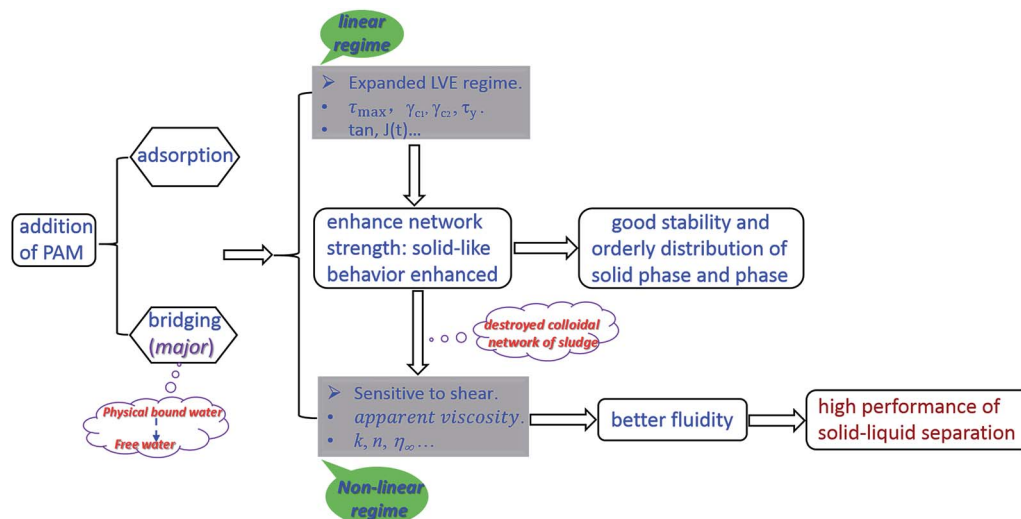 linear
regime
➢ Expanded LVE regime.
• τmax, γc1, γc2, τy.
• tan, J(t)...
adsorption
addition
of PAM
enhance network
strength: solid-like
behavior enhanced
good stability and
orderly distribution of
solid phase and phase
bridging
(major)
destroyed colloidal
network of sludge
Physical bound water
Free water
➢ Sensitive to shear.
• apparent viscosity.
• k, n, η∞ ...
better fluidity
high performance of
solid-liquid separation
Non-linear
regime